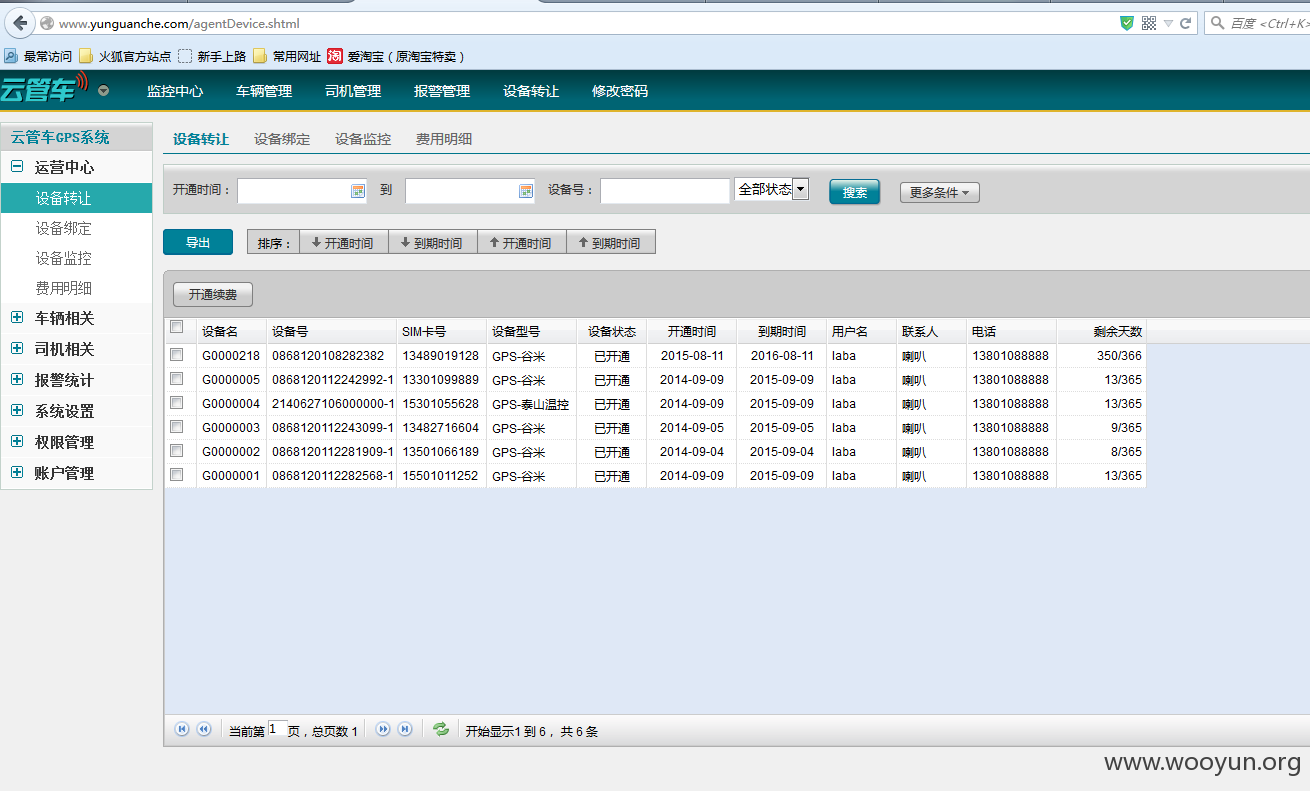 www.yunguanche.com/agentDevice.shtml 百度 <Ctrl+K>
最常访问 火狐官方站点 新手上路 常用网址 淘 爱淘宝（原淘宝特卖）
云管车 监控中心 车辆管理 司机管理 报警管理 设备转让 修改密码
云管车GPS系统
运营中心
设备转让
设备绑定
设备监控
费用明细
车辆相关
司机相关
报警统计
系统设置
权限管理
账户管理
设备转让 设备绑定 设备监控 费用明细
开通时间： 到 设备号： 全部状态 搜索 更多条件
导出 排序： 开通时间 到期时间 开通时间 到期时间
开通续费
设备名 设备号 SIM卡号 设备型号 设备状态 开通时间 到期时间 用户名 联系人 电话 剩余天数
G0000218 0868120108282382 13489019128 GPS-谷米 已开通 2015-08-11 2016-08-11 laba 喇叭 13801088888 350/366
G0000005 0868120112242992-1 13301099889 GPS-谷米 已开通 2014-09-09 2015-09-09 laba 喇叭 13801088888 13/365
G0000004 2140627106000000-1 15301055628 GPS-泰山温控 已开通 2014-09-09 2015-09-09 laba 喇叭 13801088888 13/365
G0000003 0868120112243099-1 13482716604 GPS-谷米 已开通 2014-09-05 2015-09-05 laba 喇叭 13801088888 9/365
G0000002 0868120112281909-1 13501066189 GPS-谷米 已开通 2014-09-04 2015-09-04 laba 喇叭 13801088888 8/365
G0000001 0868120112282568-1 15501011252 GPS-谷米 已开通 2014-09-09 2015-09-09 laba 喇叭 13801088888 13/365
当前第 1 页，总页数 1 开始显示1 到 6， 共 6 条
www.wooyun.org